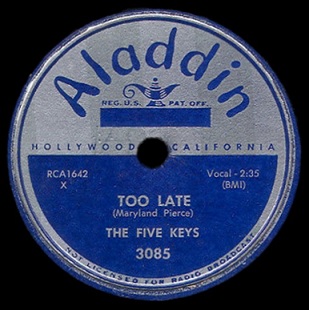 Aladdin
REG. U.S. PAT. OFF.
HOLLYWOOD CALIFORNIA
RCA1642
X
Vocal - 2:35
(BMI)
TOO LATE
(Maryland Pierce)
THE FIVE KEYS
3085
NOT LICENSED FOR RADIO BROADCAST